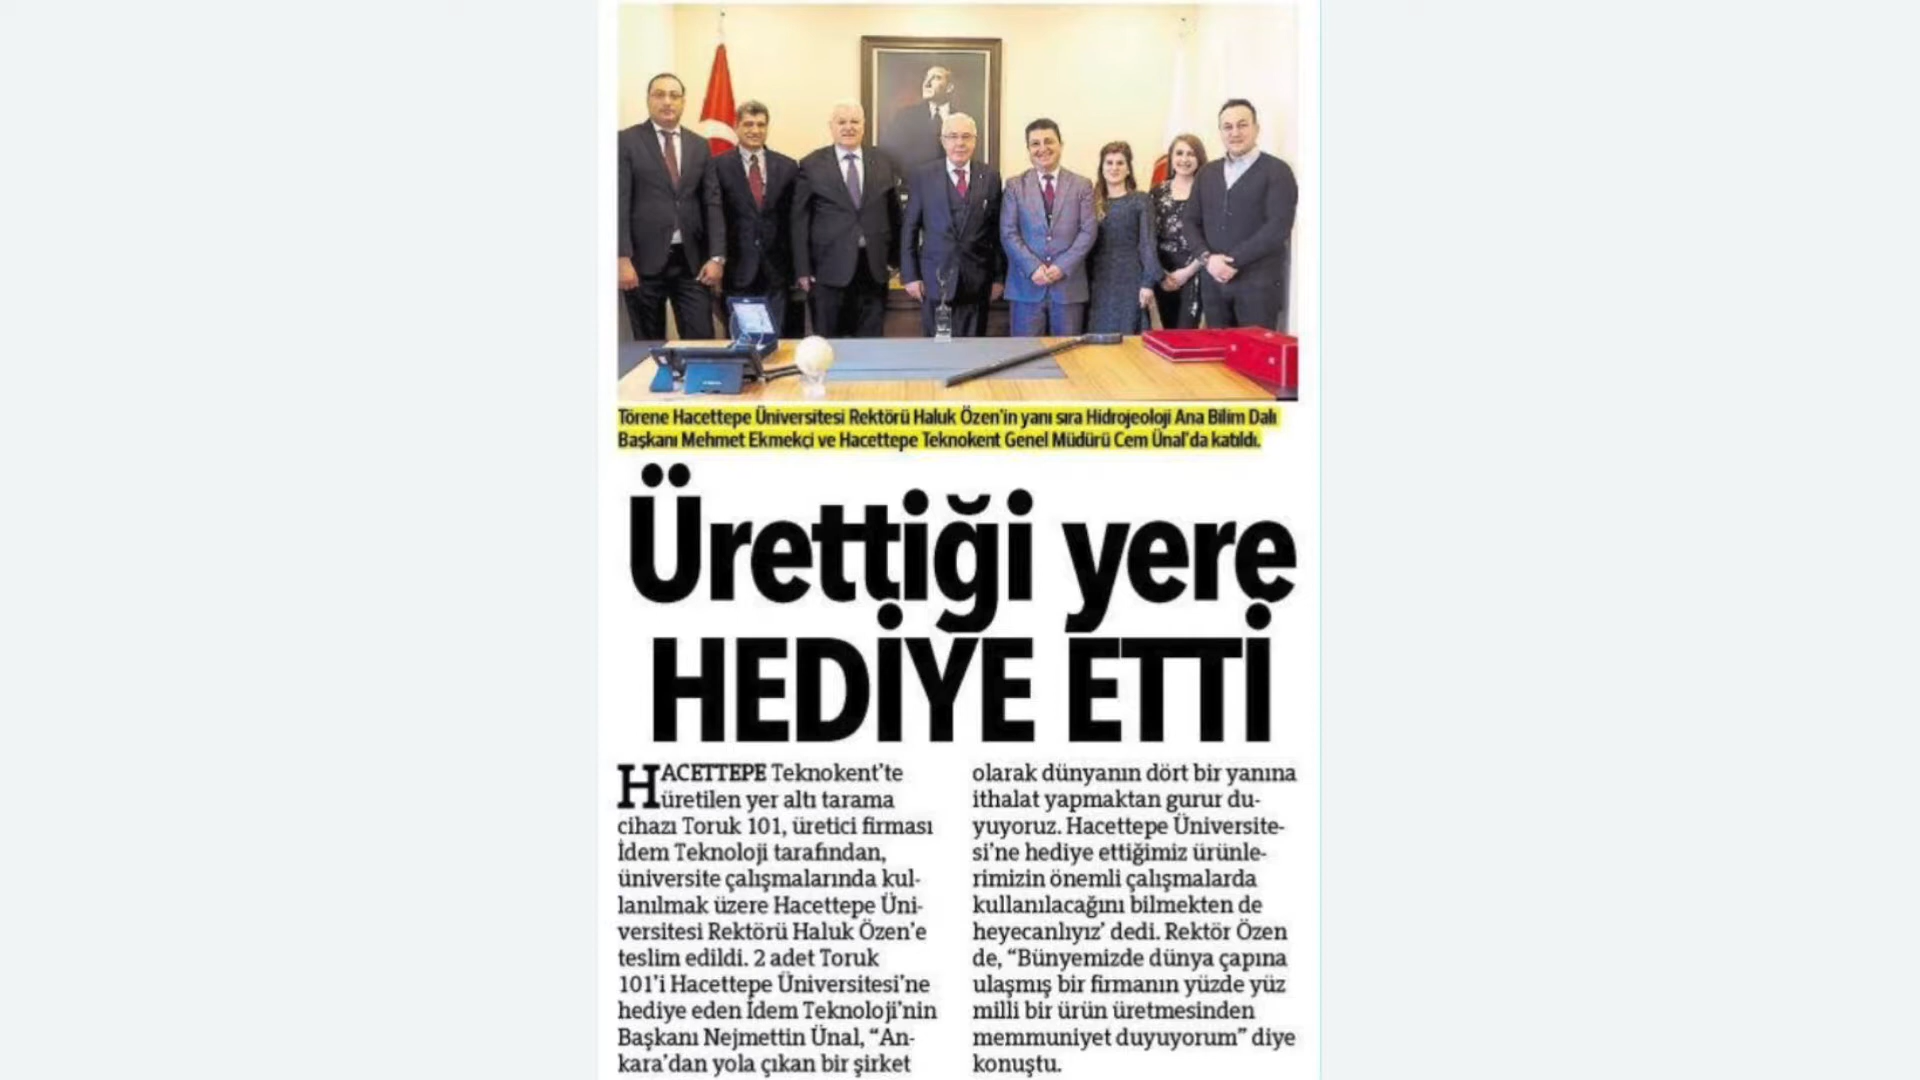 Törene Hacettepe Üniversitesi Rektörü Haluk Özen'in yanı sıra Hidrojeoloji Ana Bilim Dalı
Başkanı Mehmet Ekmekçi ve Hacettepe Teknokent Genel Müdürü Cem Ünal'da katıldı.
Ürettiği yere
HEDİYE ETTİ
HACETTEPE Teknokent'te
üretilen yer altı tarama
cihazı Toruk 101, üretici firması
İdem Teknoloji tarafından,
üniversite çalışmalarında kul-
lanılmak üzere Hacettepe Üni-
versitesi Rektörü Haluk Özen'e
teslim edildi. 2 adet Toruk
101'i Hacettepe Üniversitesi'ne
hediye eden İdem Teknoloji'nin
Başkanı Nejmettin Ünal, “An-
kara'dan yola çıkan bir şirket
olarak dünyanın dört bir yanına
ithalat yapmaktan gurur du-
yuyoruz. Hacettepe Üniversite-
si'ne hediye ettiğimiz ürünle-
rimizin önemli çalışmalarda
kullanılacağını bilmekten de
heyecanlıyız' dedi. Rektör Özen
de, “Bünyemizde dünya çapına
ulaşmış bir firmanın yüzde yüz
milli bir ürün üretmesinden
memmuniyet duyuyorum” diye
konuştu.